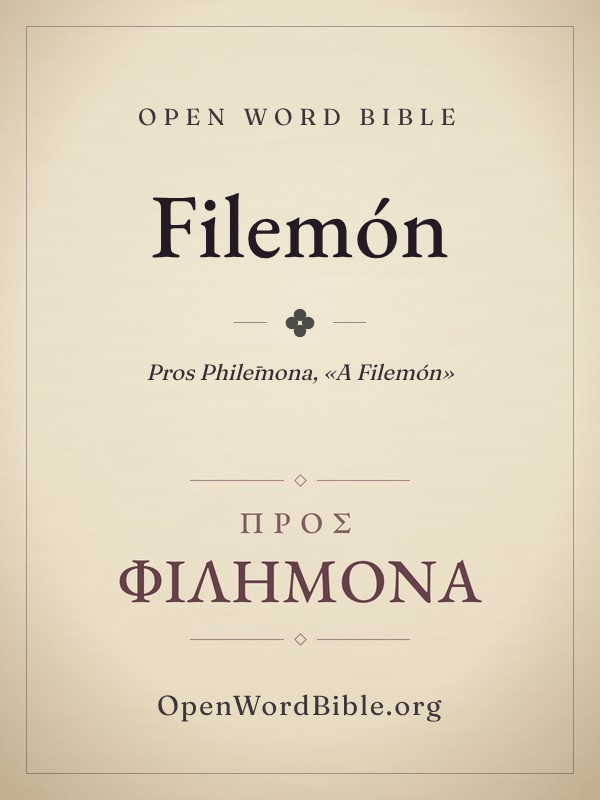 OPEN WORD BIBLE
Filemón
Pros Philēmona, «A Filemón»
ΠΡΟΣ
ΦΙΛΗΜΟΝΑ
OpenWordBible.org